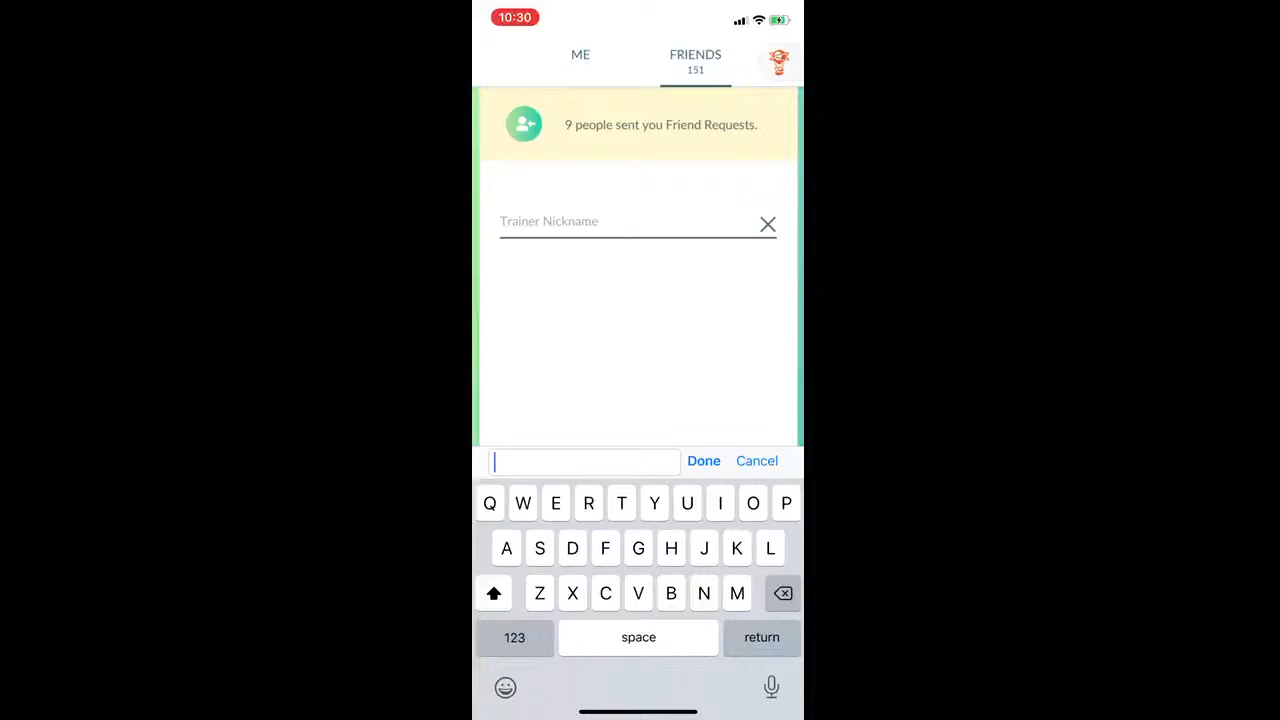 10:30
ME
FRIENDS
151
9 people sent you Friend Requests.
Trainer Nickname
Done Cancel
Q W E R T Y U I O P
A S D F G H J K L
Z X C V B N M
123 space return